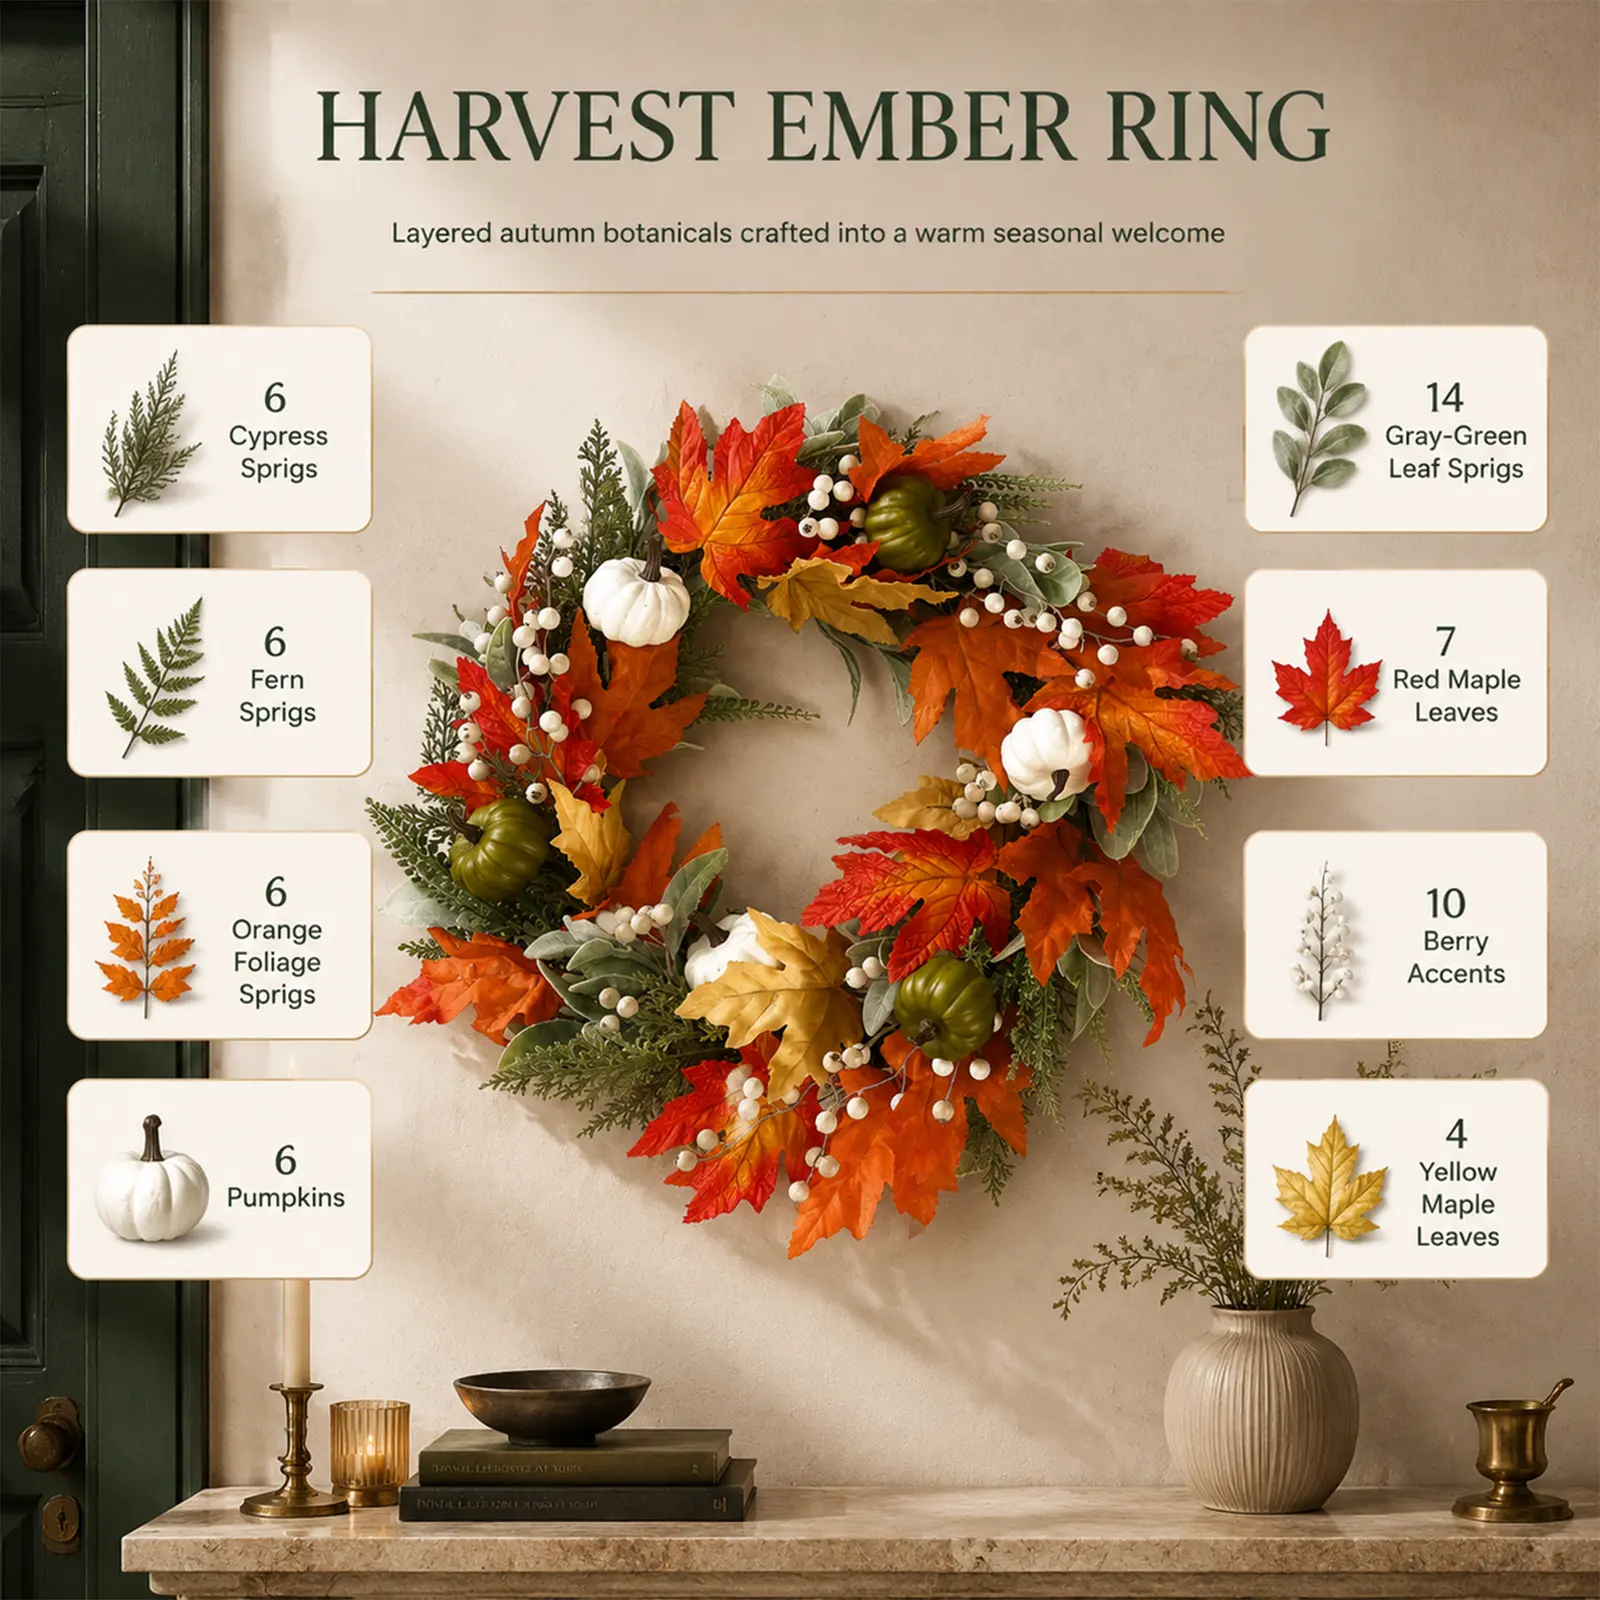 HARVEST EMBER RING
Layered autumn botanicals crafted into a warm seasonal welcome
6
Cypress
Sprigs
6
Fern
Sprigs
6
Orange
Foliage
Sprigs
6
Pumpkins
14
Gray-Green
Leaf Sprigs
7
Red Maple
Leaves
10
Berry
Accents
4
Yellow
Maple
Leaves